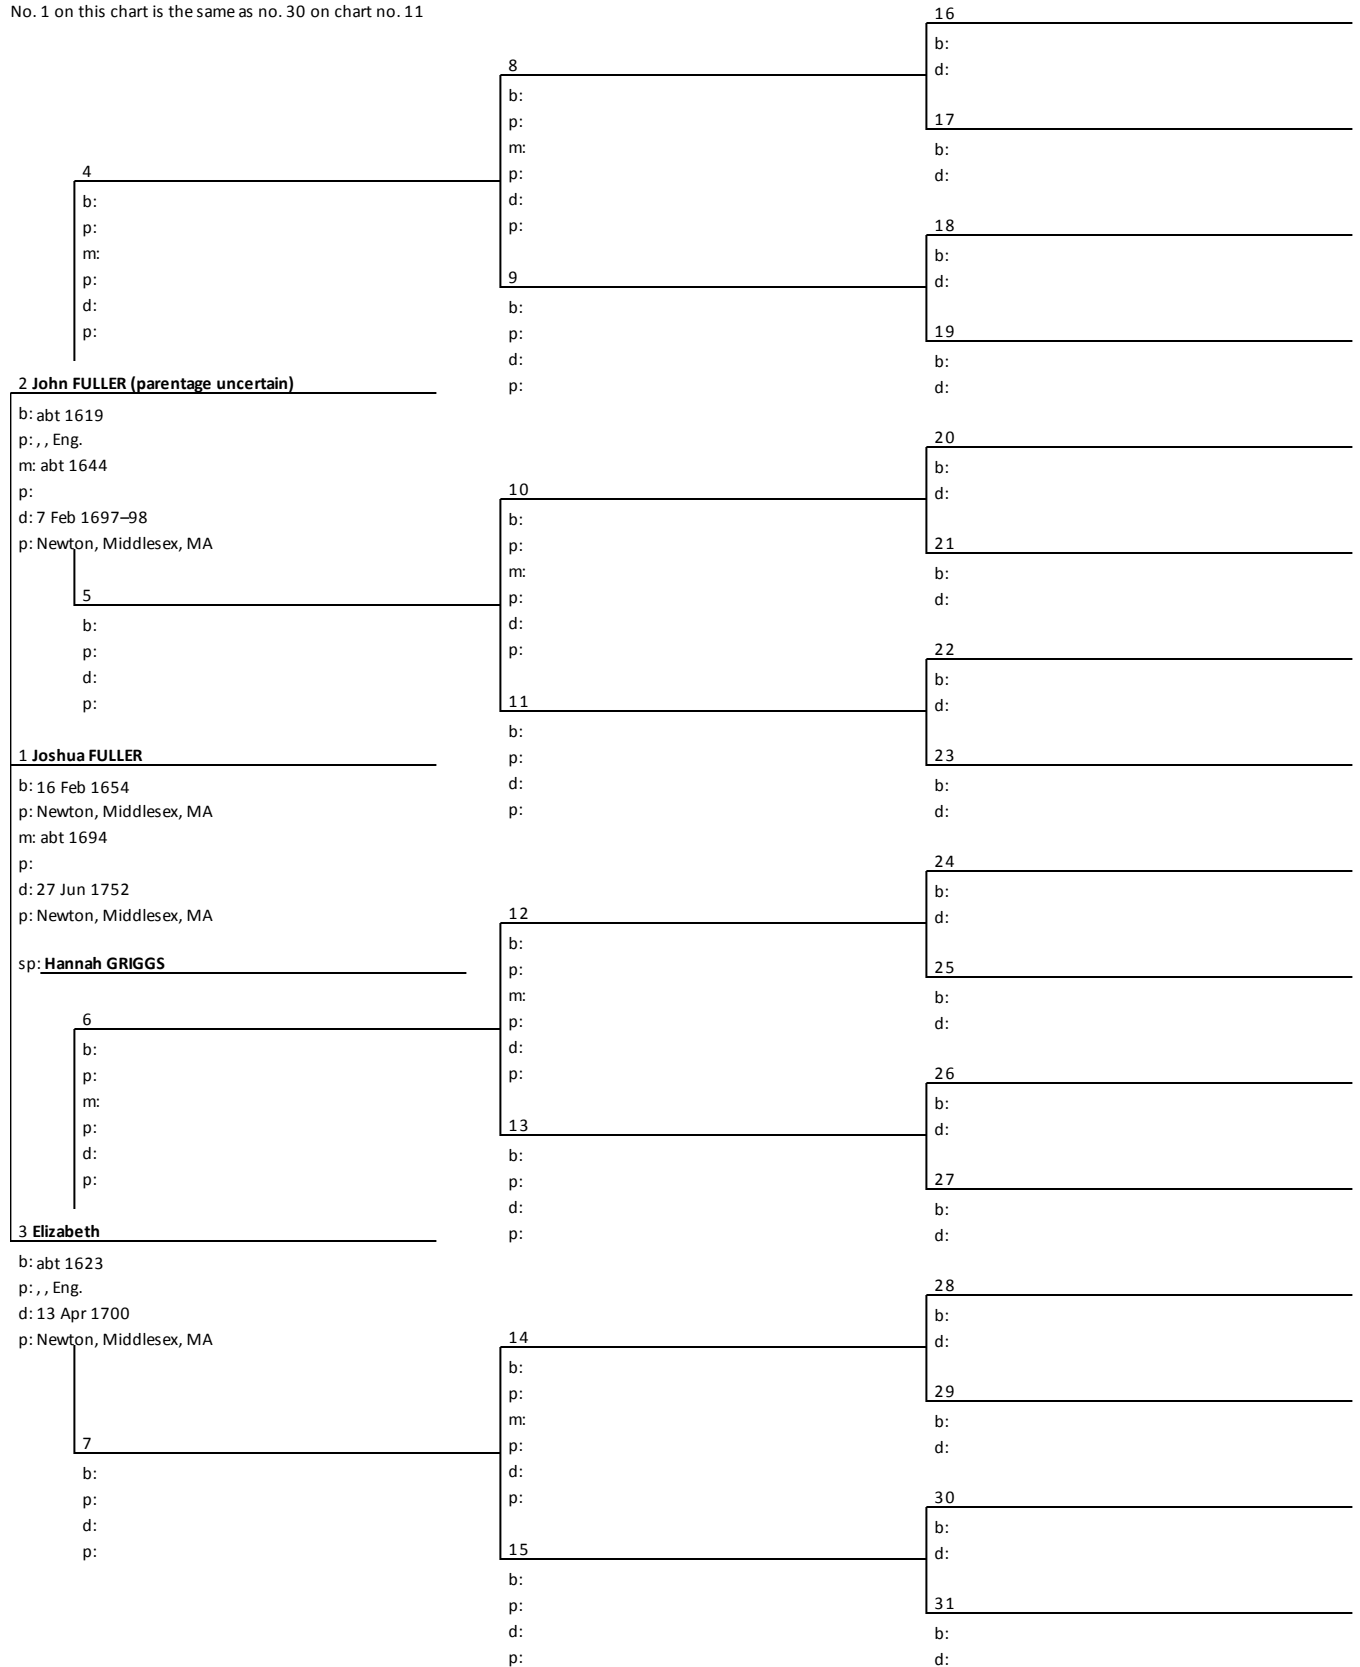 No. 1 on this chart is the same as no. 30 on chart no. 11
4
b:
p:
m:
p:
d:
p:
2 John FULLER (parentage uncertain)
b: abt 1619
p: , , Eng.
m: abt 1644
p:
d: 7 Feb 1697–98
p: Newton, Middlesex, MA
5
b:
p:
d:
p:
1 Joshua FULLER
b: 16 Feb 1654
p: Newton, Middlesex, MA
m: abt 1694
p:
d: 27 Jun 1752
p: Newton, Middlesex, MA
sp: Hannah GRIGGS
6
b:
p:
m:
p:
d:
p:
3 Elizabeth
b: abt 1623
p: , , Eng.
d: 13 Apr 1700
p: Newton, Middlesex, MA
7
b:
p:
d:
p:
8
b:
p:
m:
p:
d:
p:
9
b:
p:
d:
p:
10
b:
p:
m:
p:
d:
p:
11
b:
p:
d:
p:
12
b:
p:
m:
p:
d:
p:
13
b:
p:
d:
p:
14
b:
p:
m:
p:
d:
p:
15
b:
p:
d:
p:
16
b:
d:
17
b:
d:
18
b:
d:
19
b:
d:
20
b:
d:
21
b:
d:
22
b:
d:
23
b:
d:
24
b:
d:
25
b:
d:
26
b:
d:
27
b:
d:
28
b:
d:
29
b:
d:
30
b:
d:
31
b:
d: